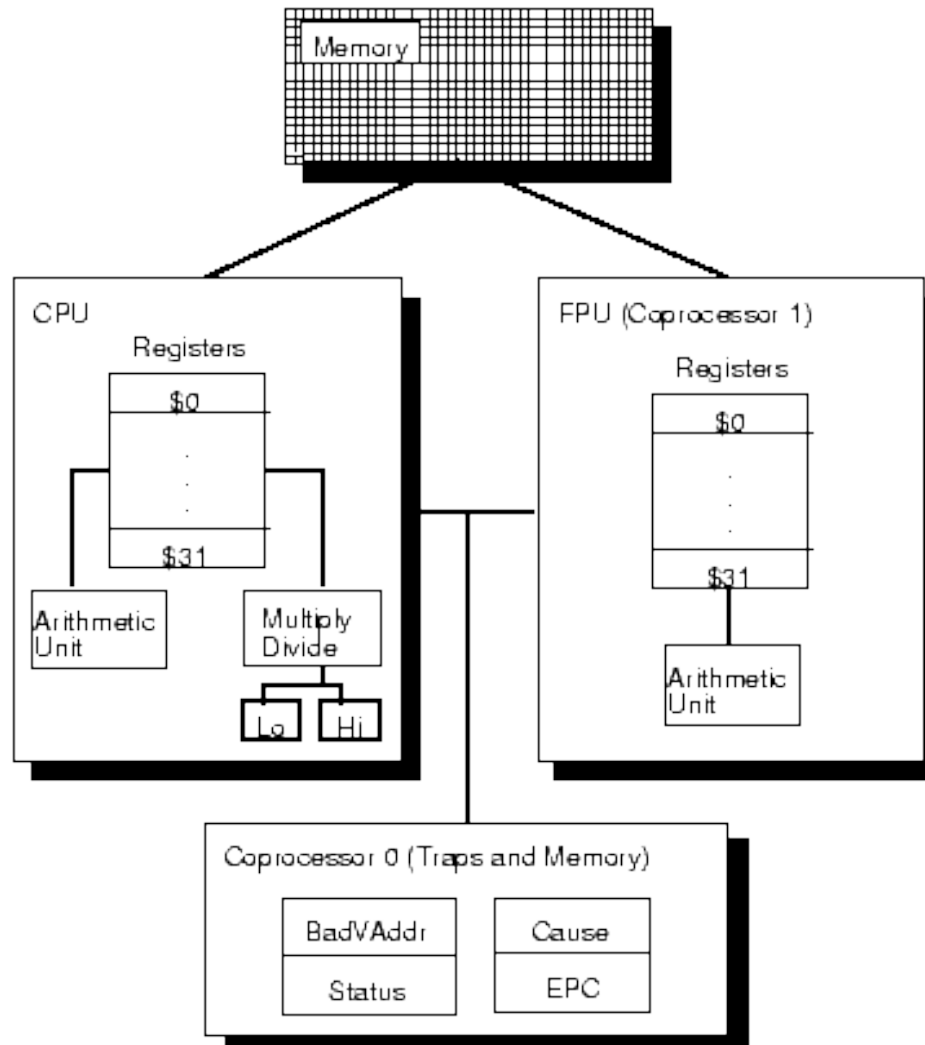 Memory
CPU
Registers
$0
.
.
.
$31
Arithmetic
Unit
Multiply
Divide
Lo
Hi
FPU (Coprocessor 1)
Registers
$0
.
.
.
$31
Arithmetic
Unit
Coprocessor 0 (Traps and Memory)
BadVAddr
Cause
Status
EPC